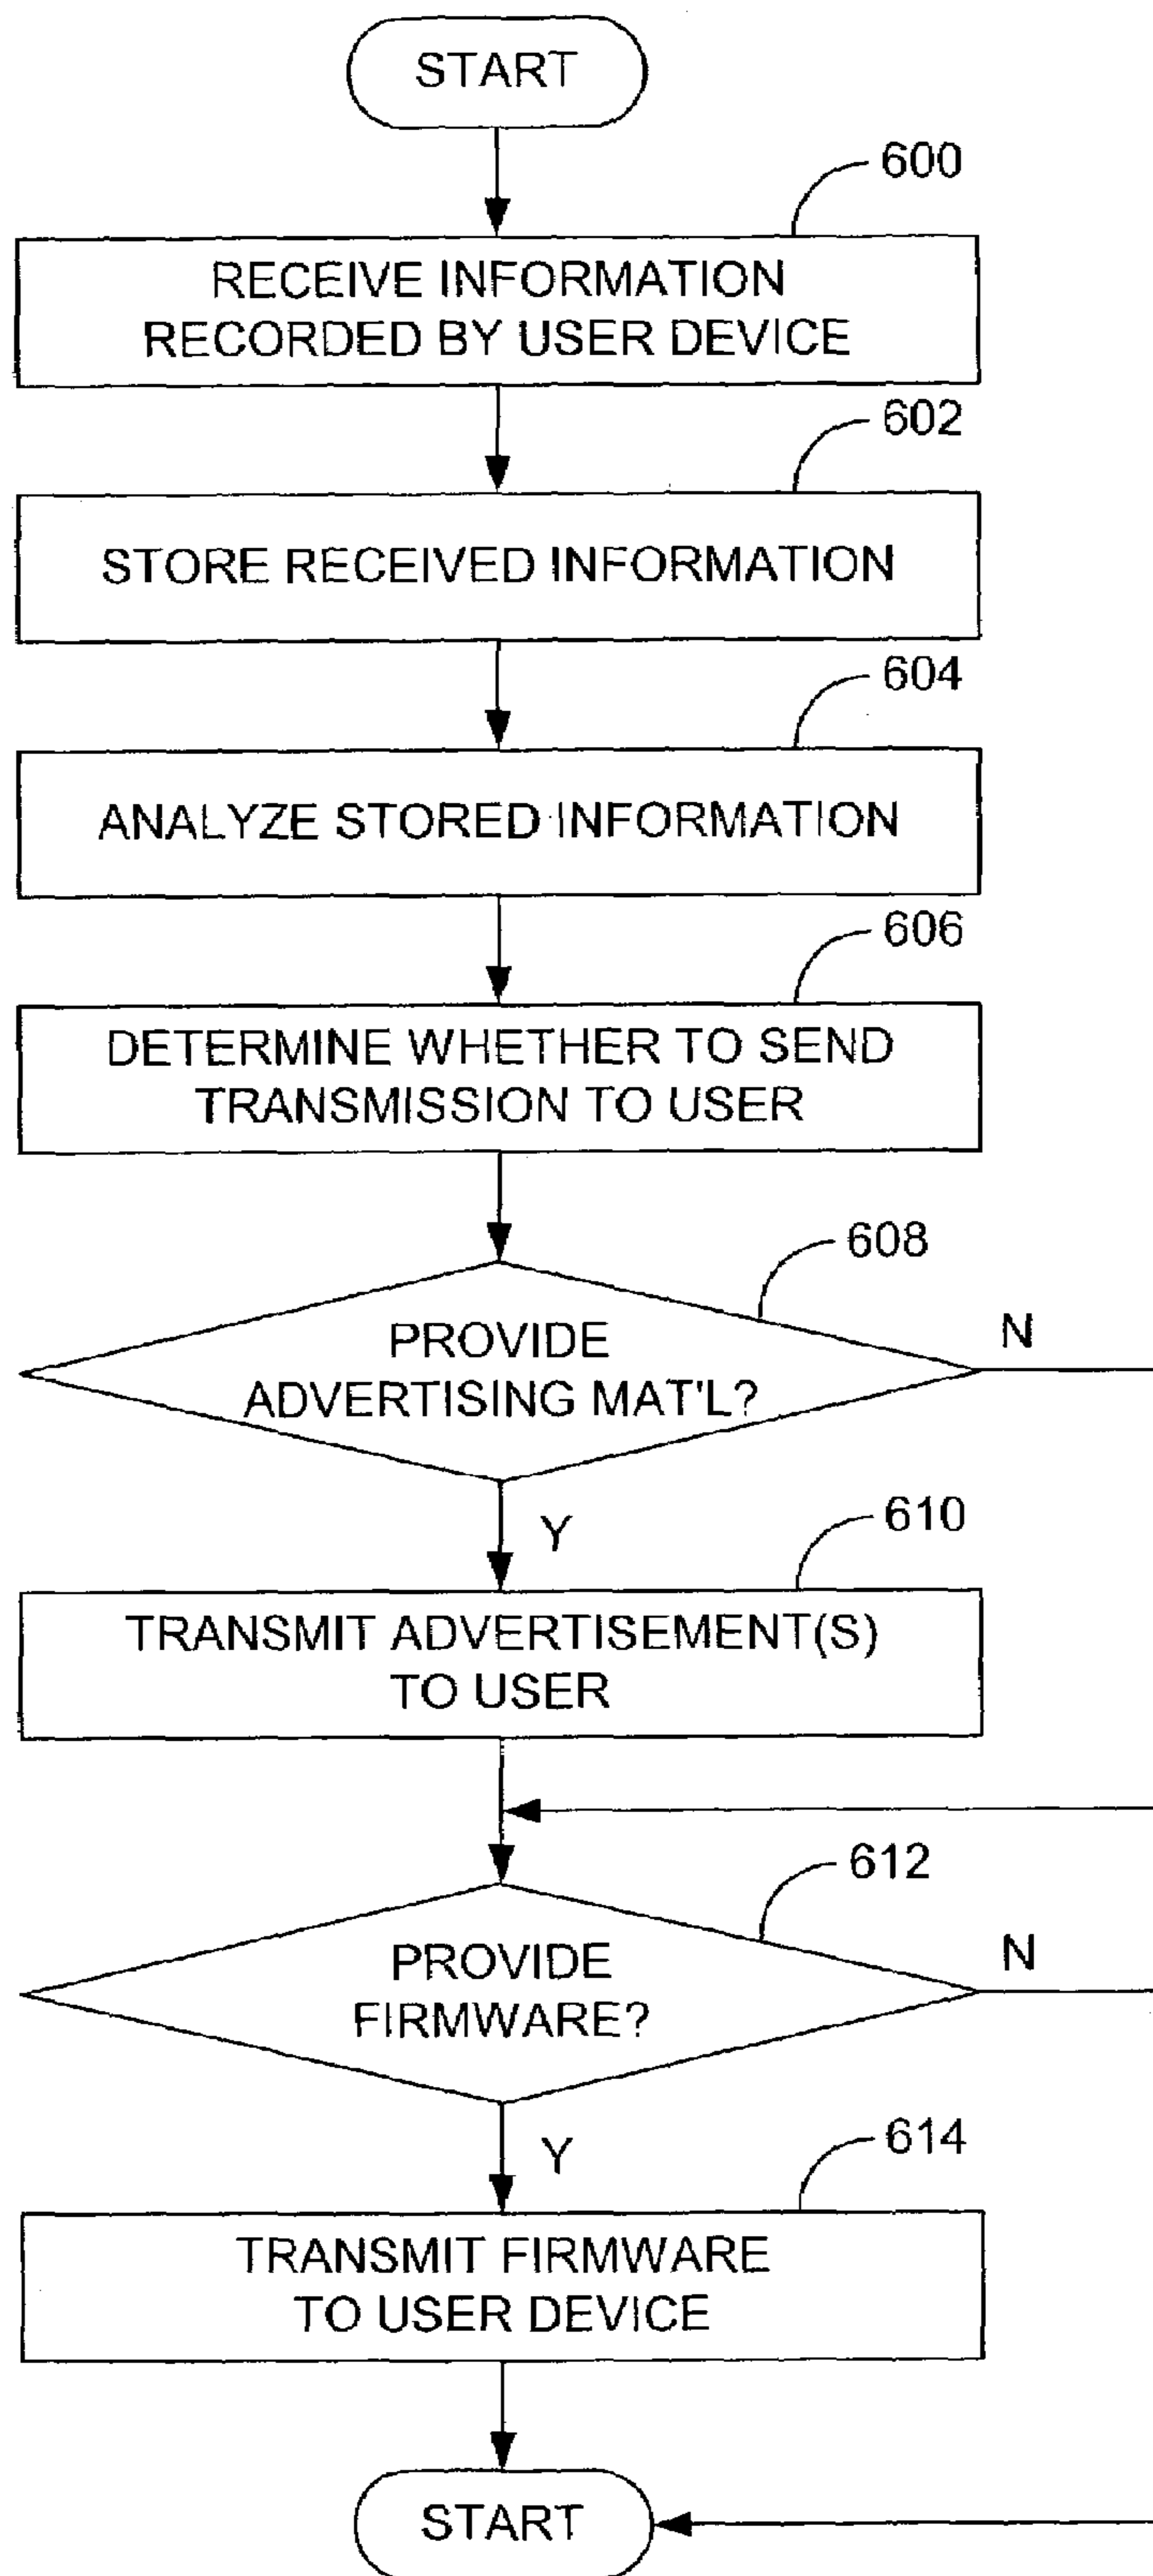 START
600
RECEIVE INFORMATION
RECORDED BY USER DEVICE
602
STORE RECEIVED INFORMATION
604
ANALYZE STORED INFORMATION
606
DETERMINE WHETHER TO SEND
TRANSMISSION TO USER
608
PROVIDE
ADVERTISING MAT'L?
N
Y
610
TRANSMIT ADVERTISEMENT(S)
TO USER
612
PROVIDE
FIRMWARE?
N
Y
614
TRANSMIT FIRMWARE
TO USER DEVICE
START